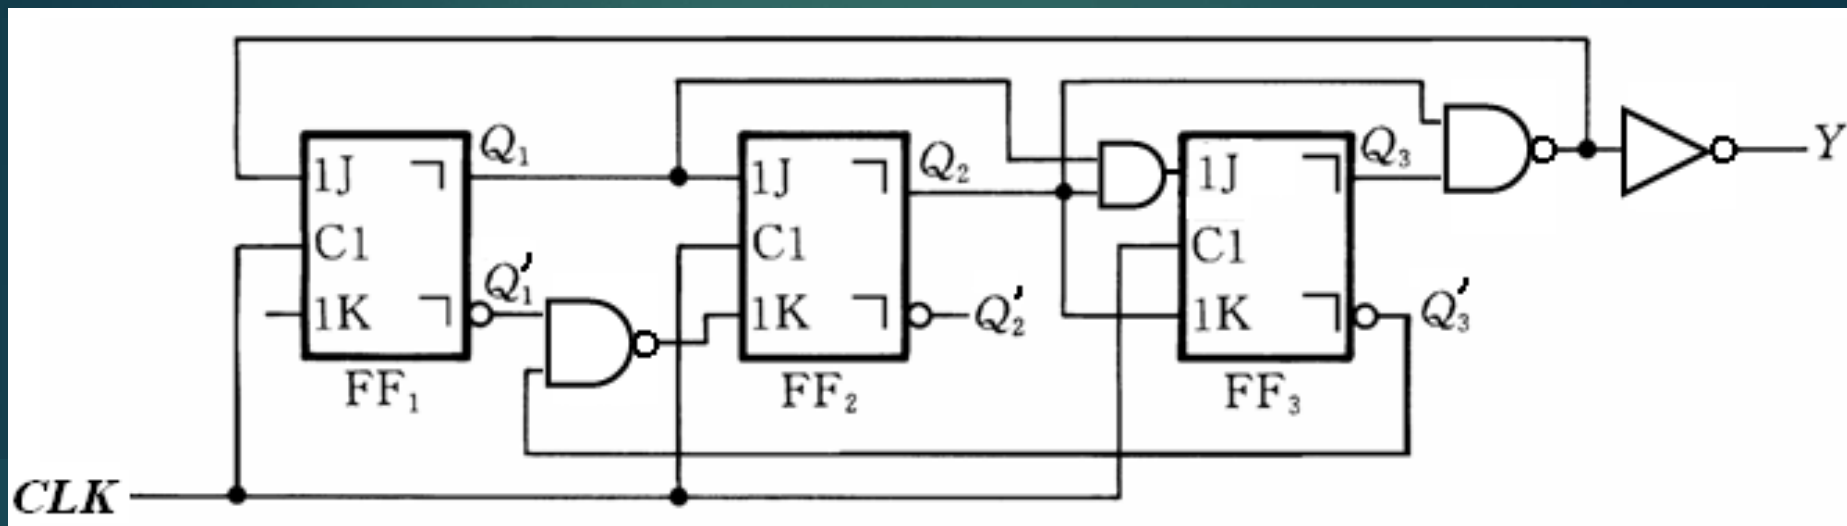 Q₁ 1J C1 1K Q₁′ FF₁
Q₂ 1J C1 1K Q₂′ FF₂
Q₃ 1J C1 1K Q₃′ FF₃
Y
CLK